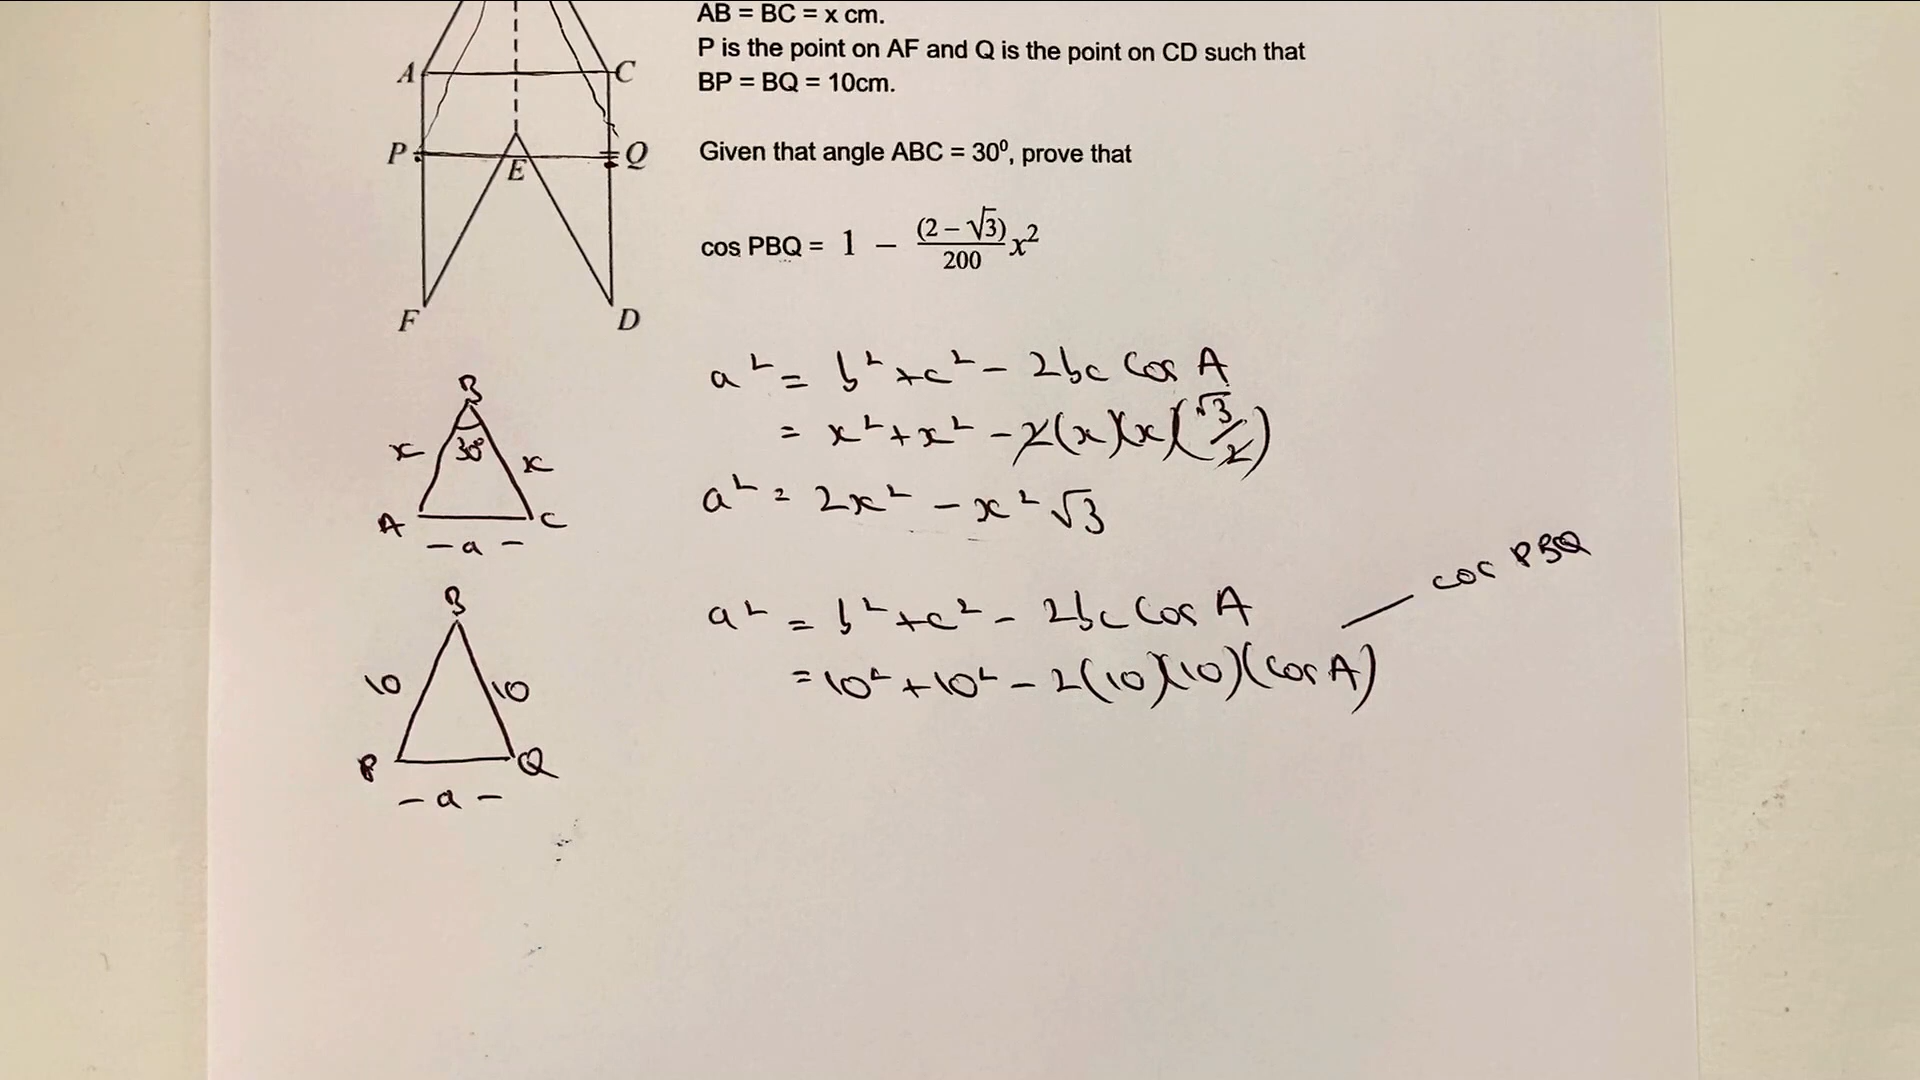 AB = BC = x cm.
P is the point on AF and Q is the point on CD such that
BP = BQ = 10cm.
A
C
P
Q
E
Given that angle ABC = 30⁰, prove that
cos PBQ = 1 − (2 − √3)/200 x²
F
D
a² = b² + c² − 2bc Cos A
= x² + x² − 2(x)(x)(√3/2)
a² = 2x² − x² √3
B
x
30°
x
A
C
− a −
cos PBQ
a² = b² + c² − 2bc Cos A
= 10² + 10² − 2(10)(10)(Cos A)
B
10
10
P
Q
− a −